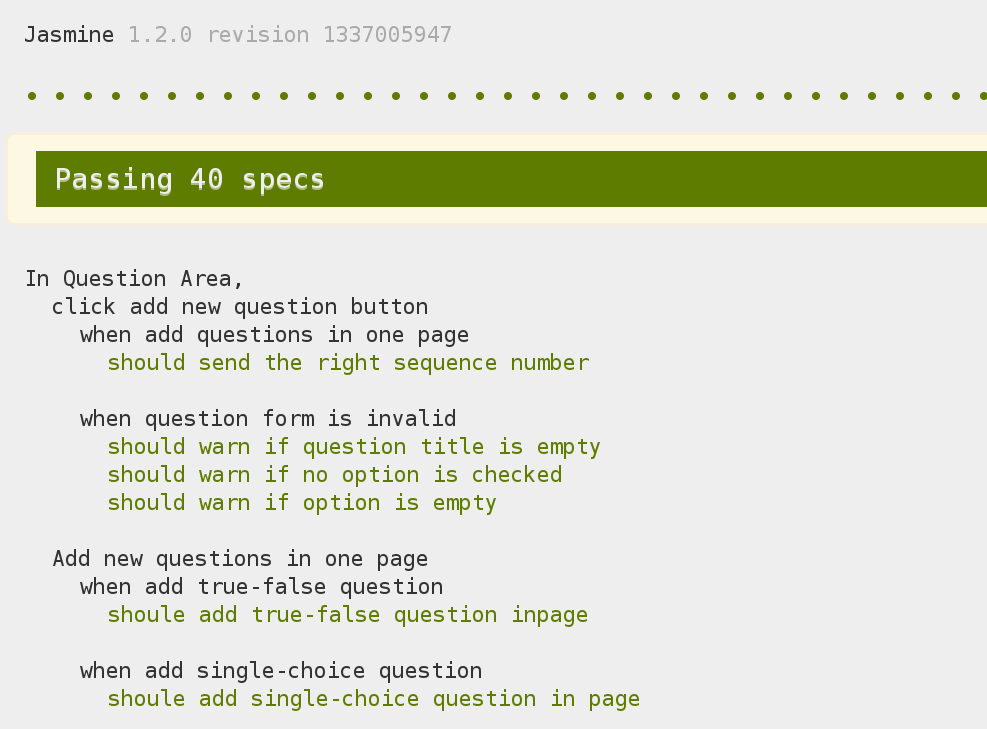 Jasmine 1.2.0 revision 1337005947
Passing 40 specs
In Question Area,
click add new question button
when add questions in one page
should send the right sequence number
when question form is invalid
should warn if question title is empty
should warn if no option is checked
should warn if option is empty
Add new questions in one page
when add true-false question
shoule add true-false question inpage
when add single-choice question
shoule add single-choice question in page